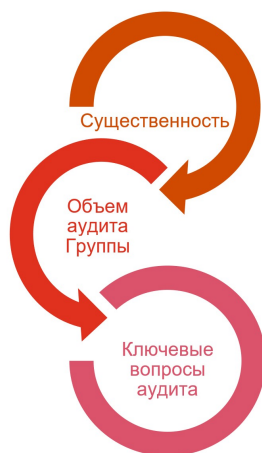 Существенность
Объем
аудита
Группы
Ключевые
вопросы
аудита